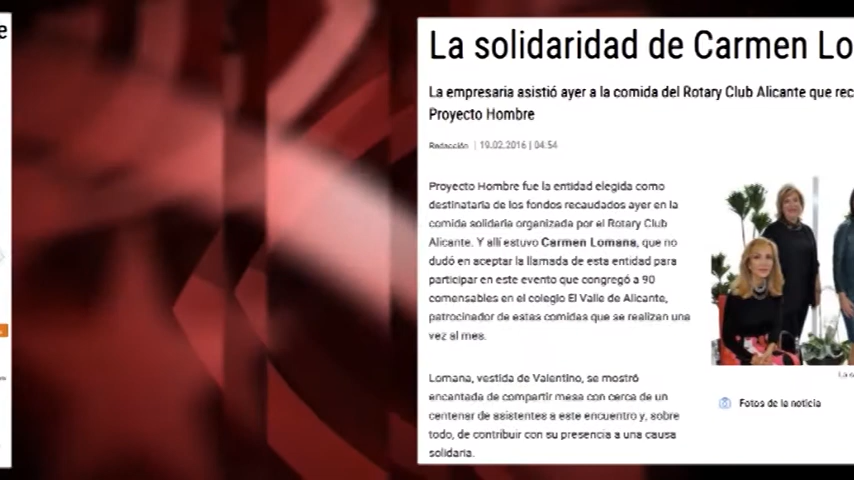 e
La solidaridad de Carmen Lo
La empresaria asistió ayer a la comida del Rotary Club Alicante que rec
Proyecto Hombre
Redacción | 19.02.2016 | 04:54
Proyecto Hombre fue la entidad elegida como
destinataria de los fondos recaudados ayer en la
comida solidaria organizada por el Rotary Club
Alicante. Y allí estuvo Carmen Lomana, que no
dudó en aceptar la llamada de esta entidad para
participar en este evento que congregó a 90
comensales en el colegio El Valle de Alicante,
patrocinador de estas comidas que se realizan una
vez al mes.
Lomana, vestida de Valentino, se mostró
encantada de compartir mesa con cerca de un
centenar de asistentes a este encuentro y, sobre
todo, de contribuir con su presencia a una causa
solidaria.
Fotos de la noticia